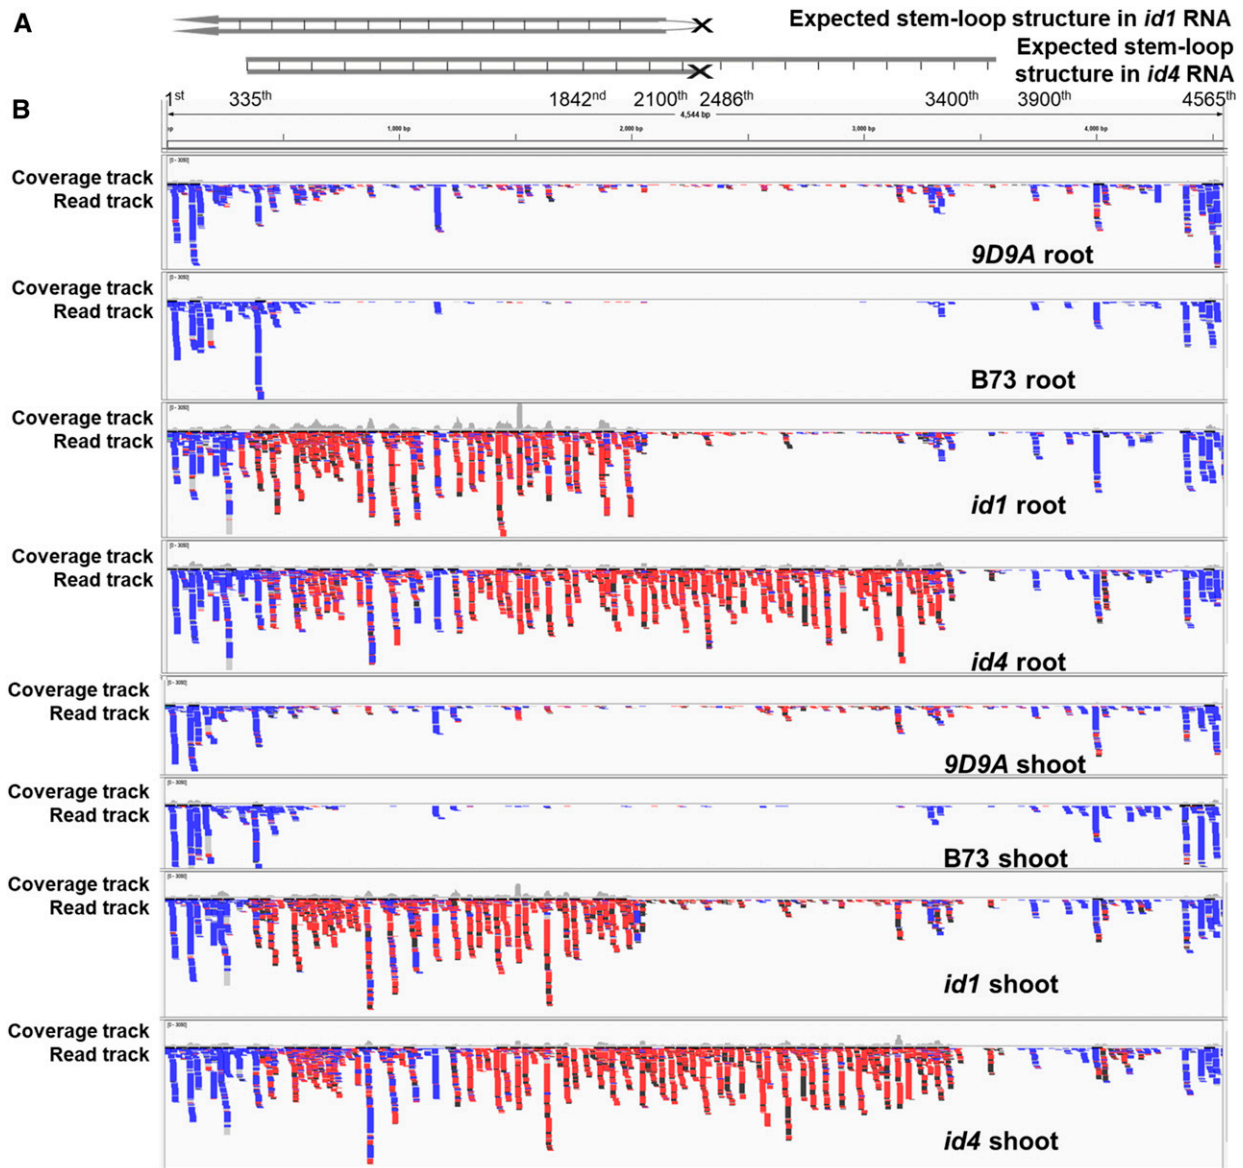 A
Expected stem-loop structure in id1 RNA
Expected stem-loop
structure in id4 RNA
B
1st 335th 1842nd 2100th 2486th 3400th 3900th 4565th
4,544 bp
1,000 bp 2,000 bp 3,000 bp 4,000 bp
Coverage track
Read track
9D9A root
Coverage track
Read track
B73 root
Coverage track
Read track
id1 root
Coverage track
Read track
id4 root
Coverage track
Read track
9D9A shoot
Coverage track
Read track
B73 shoot
Coverage track
Read track
id1 shoot
Coverage track
Read track
id4 shoot